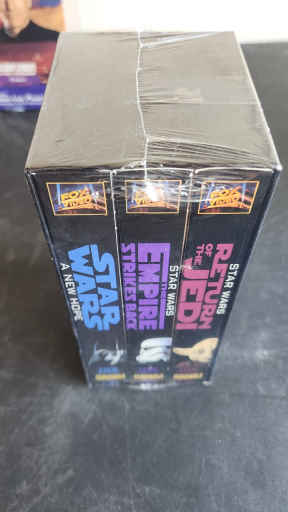 FOX
VIDEO
STAR
WARS
A NEW HOPE
FOX
VIDEO
STAR WARS
THE
EMPIRE
STRIKES BACK
FOX
VIDEO
STAR WARS
RETURN
OF THE
JEDI